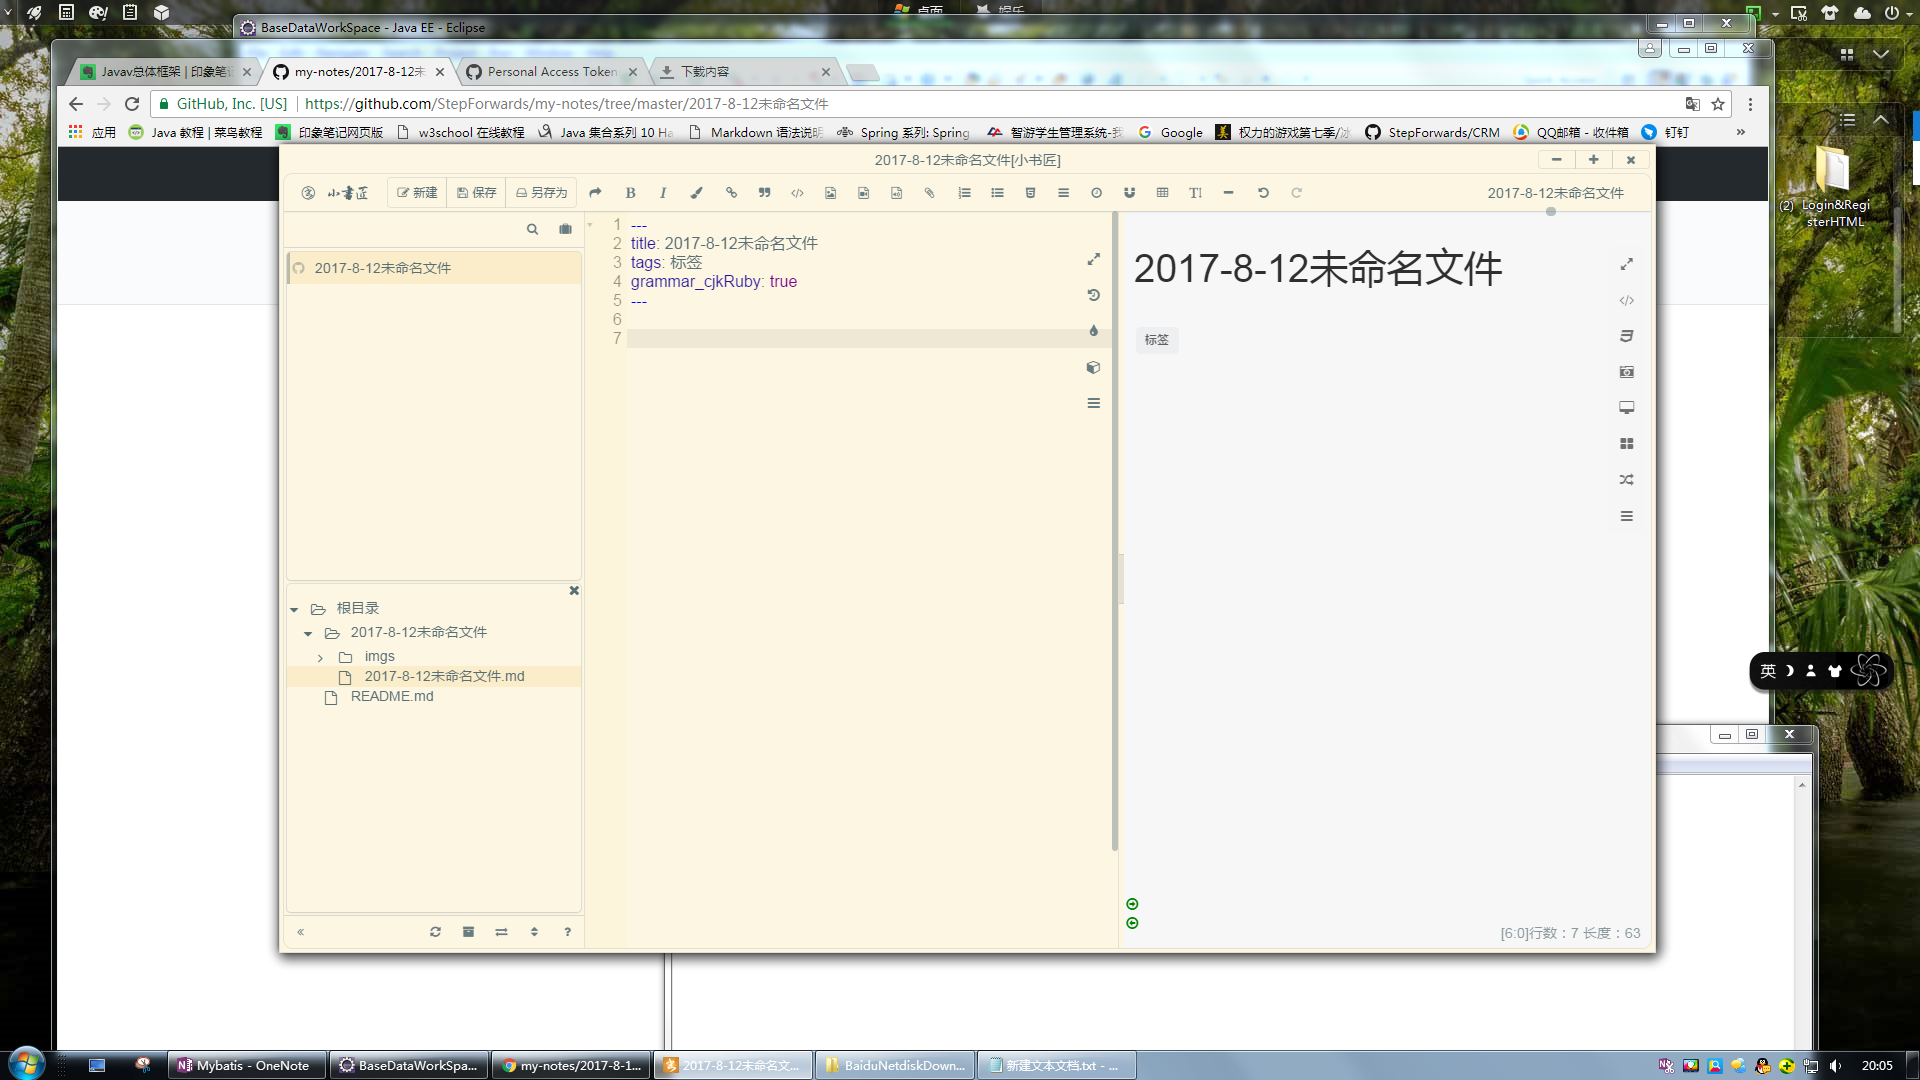 桌面
娱乐
BaseDataWorkSpace - Java EE - Eclipse
Javav总体框架 | 印象笔记
my-notes/2017-8-12未
Personal Access Token
下载内容
GitHub, Inc. [US]
https://github.com/StepForwards/my-notes/tree/master/2017-8-12未命名文件
应用
Java 教程 | 菜鸟教程
印象笔记网页版
w3school 在线教程
Java 集合系列 10 Ha
Markdown 语法说明
Spring 系列: Spring
智游学生管理系统-我
Google
权力的游戏第七季/冰
StepForwards/CRM
QQ邮箱 - 收件箱
钉钉
»
(2) Login&Regi
sterHTML
2017-8-12未命名文件[小书匠]
小书匠
新建
保存
另存为
2017-8-12未命名文件
2017-8-12未命名文件
1 ---
2 title: 2017-8-12未命名文件
3 tags: 标签
4 grammar_cjkRuby: true
5 ---
6
7
2017-8-12未命名文件
标签
根目录
2017-8-12未命名文件
imgs
2017-8-12未命名文件.md
README.md
[6:0]行数：7 长度：63
英
Mybatis - OneNote
BaseDataWorkSpa...
my-notes/2017-8-1...
2017-8-12未命名文...
BaiduNetdiskDown...
新建文本文档.txt - ...
20:05